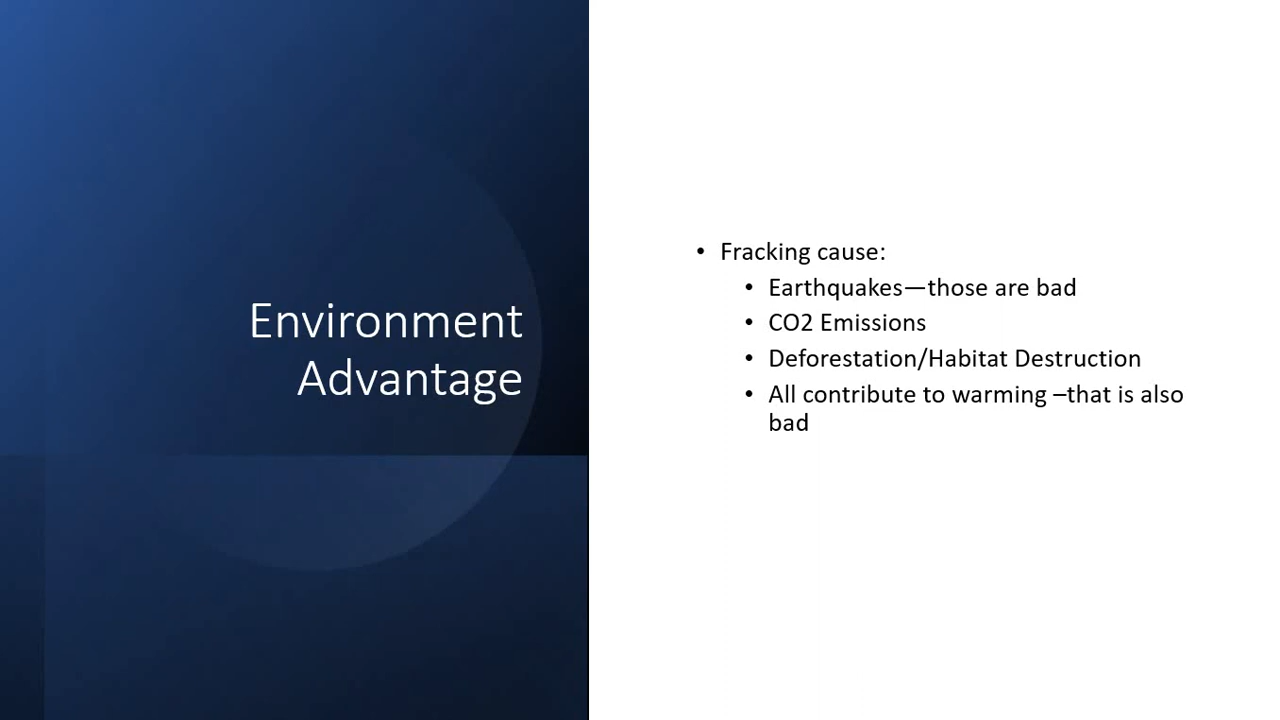 Environment
Advantage
• Fracking cause:
• Earthquakes—those are bad
• CO2 Emissions
• Deforestation/Habitat Destruction
• All contribute to warming –that is also
bad